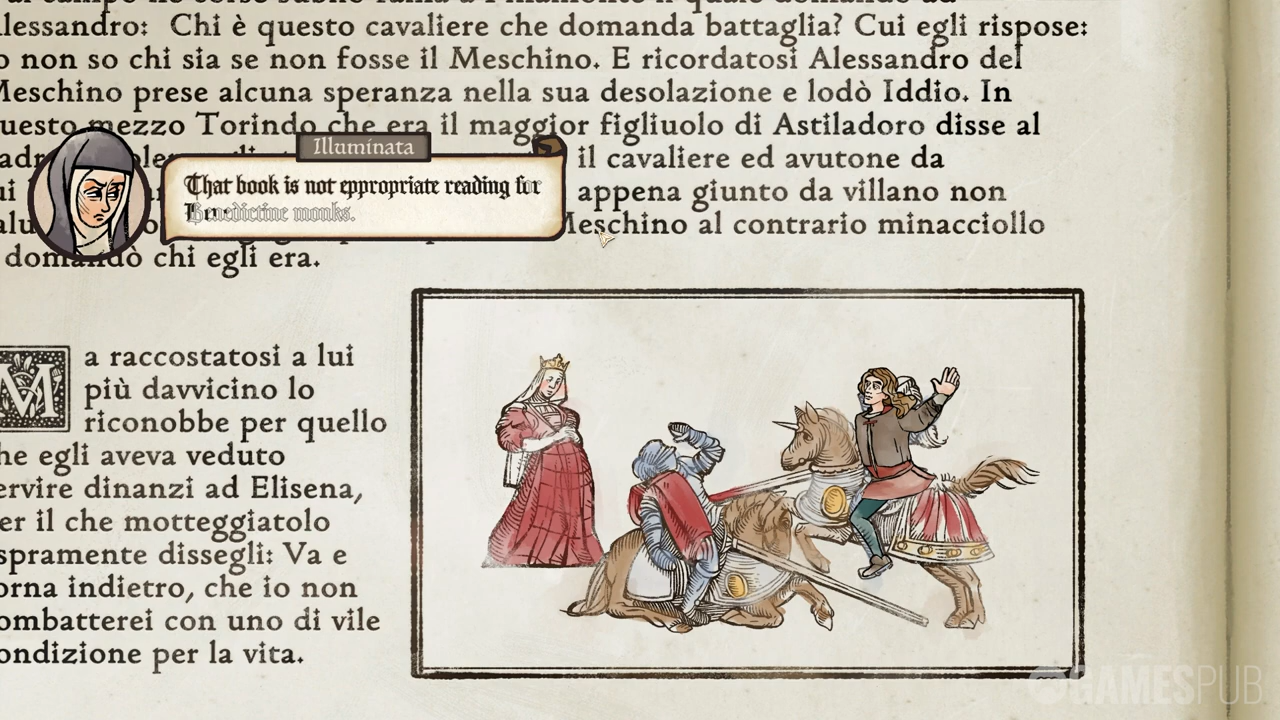 lessandro: Chi è questo cavaliere che domanda battaglia? Cui egli rispose:
o non so chi sia se non fosse il Meschino. E ricordatosi Alessandro del
Meschino prese alcuna speranza nella sua desolazione e lodò Iddio. In
uesto mezzo Torindo che era il maggior figliuolo di Astiladoro disse al
il cavaliere ed avutone da
appena giunto da villano non
Meschino al contrario minacciollo
domandò chi egli era.
Illuminata
That book is not eppropriate reading for
Benedictine monks.
Ma raccostatosi a lui
più davvicino lo
riconobbe per quello
he egli aveva veduto
ervire dinanzi ad Elisena,
er il che motteggiatolo
spramente dissegli: Va e
orna indietro, che io non
ombatterei con uno di vile
ondizione per la vita.
GAMESPUB